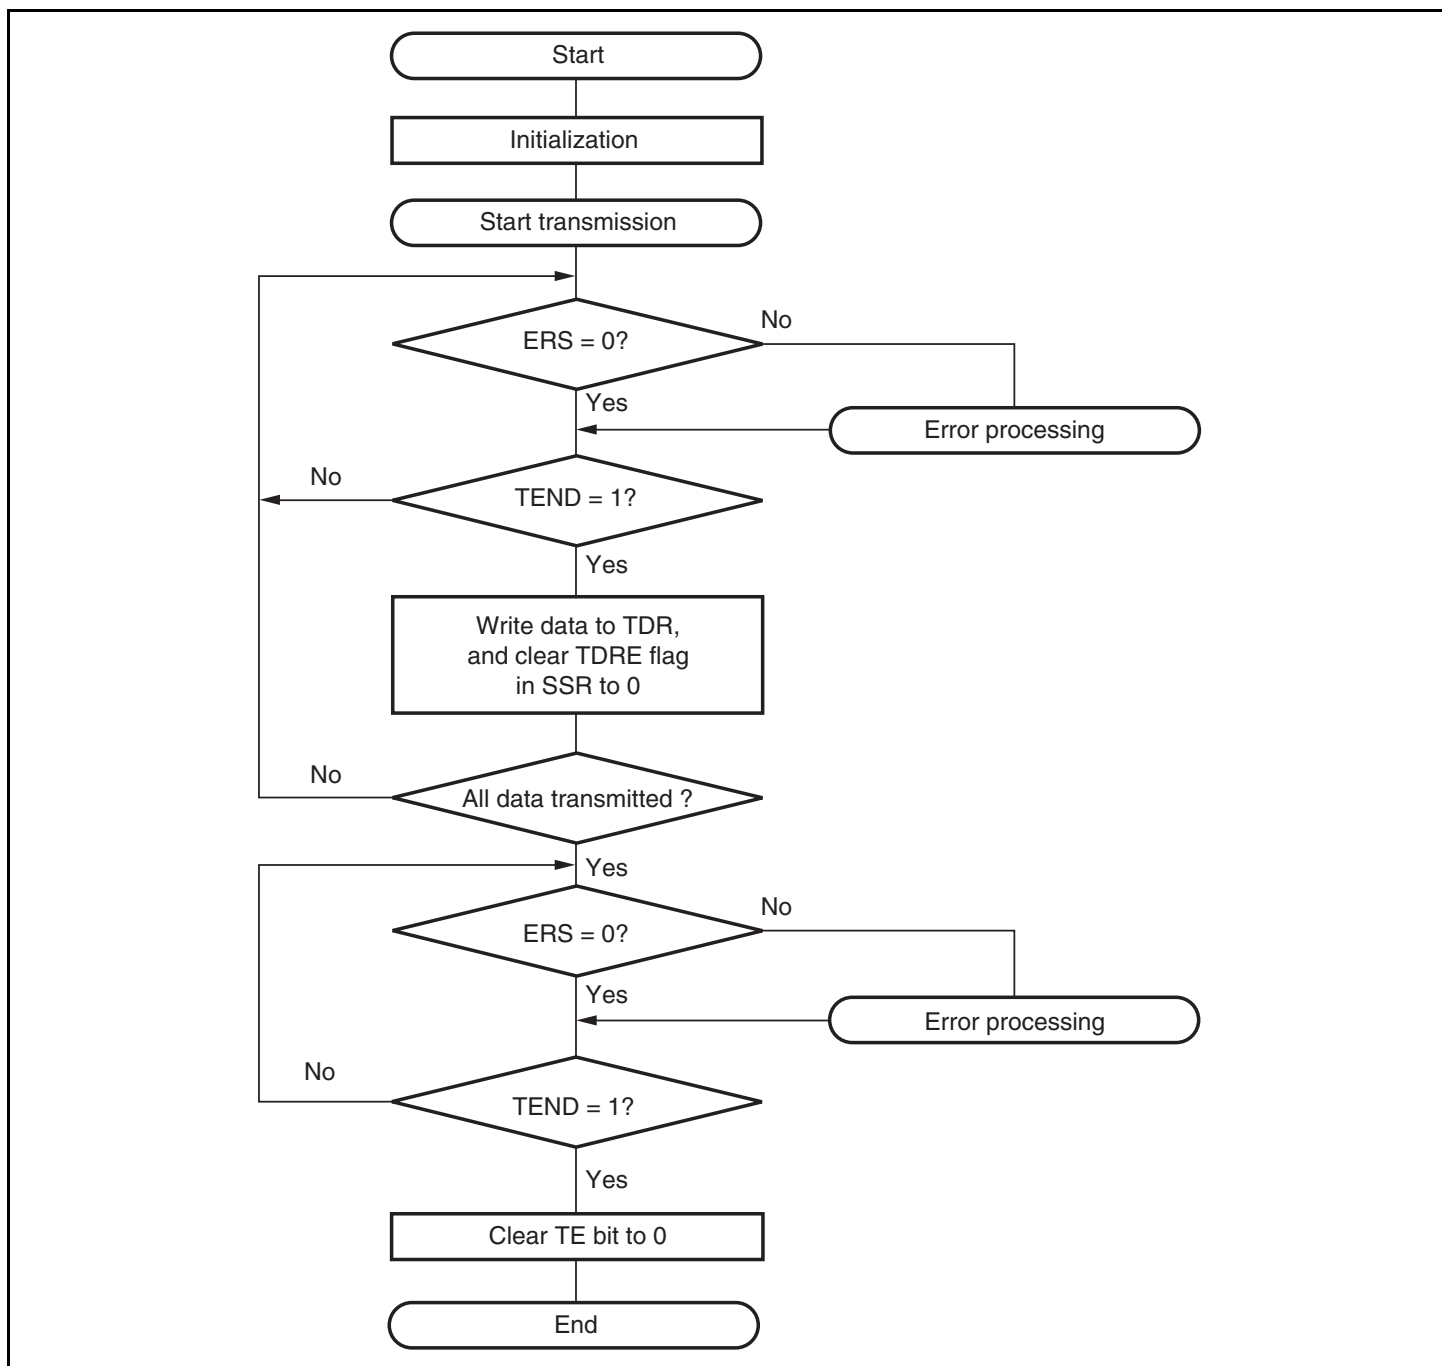 Start
Initialization
Start transmission
ERS = 0?
No
Yes
Error processing
No
TEND = 1?
Yes
Write data to TDR,
and clear TDRE flag
in SSR to 0
No
All data transmitted ?
Yes
ERS = 0?
No
Yes
Error processing
No
TEND = 1?
Yes
Clear TE bit to 0
End